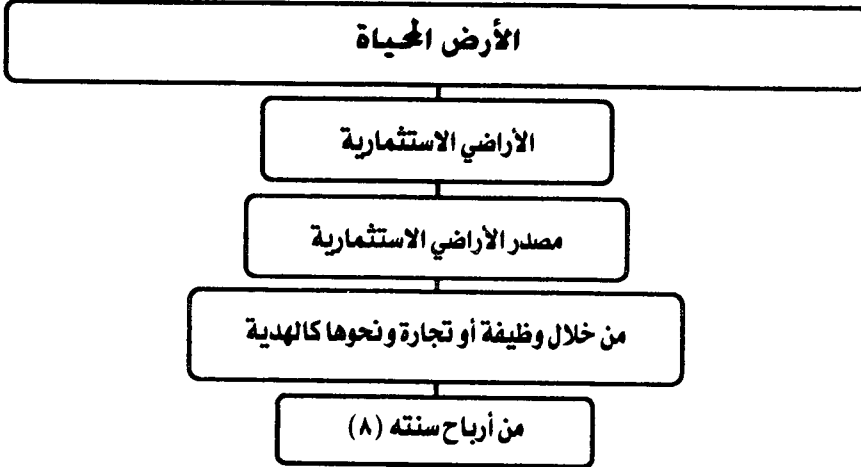 الأرض المحياة
الأراضي الاستثمارية
مصدر الأراضي الاستثمارية
من خلال وظيفة أو تجارة ونحوها كالهدية
من أرباح سنته (٨)